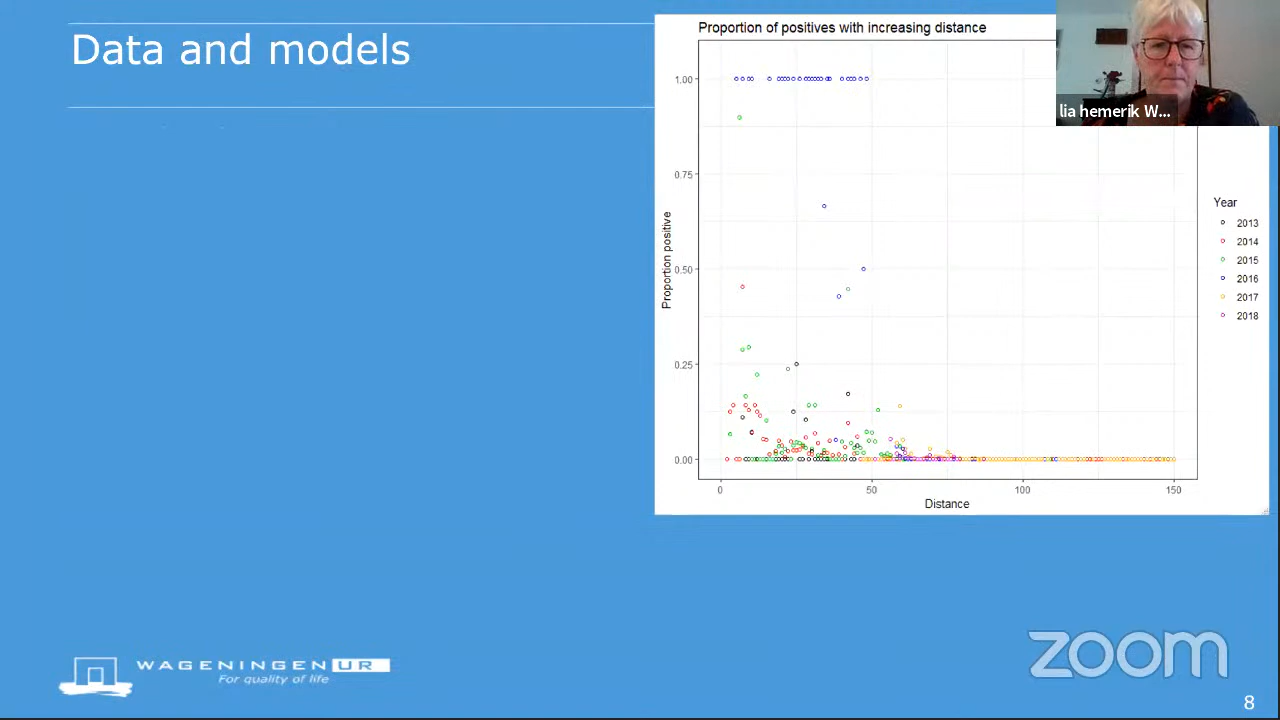 Data and models
Proportion of positives with increasing distance
lia hemerik W...
1.00
0.75
0.50
0.25
0.00
Proportion positive
0
50
100
150
Distance
Year
2013
2014
2015
2016
2017
2018
WAGENINGEN UR
For quality of life
zoom
8